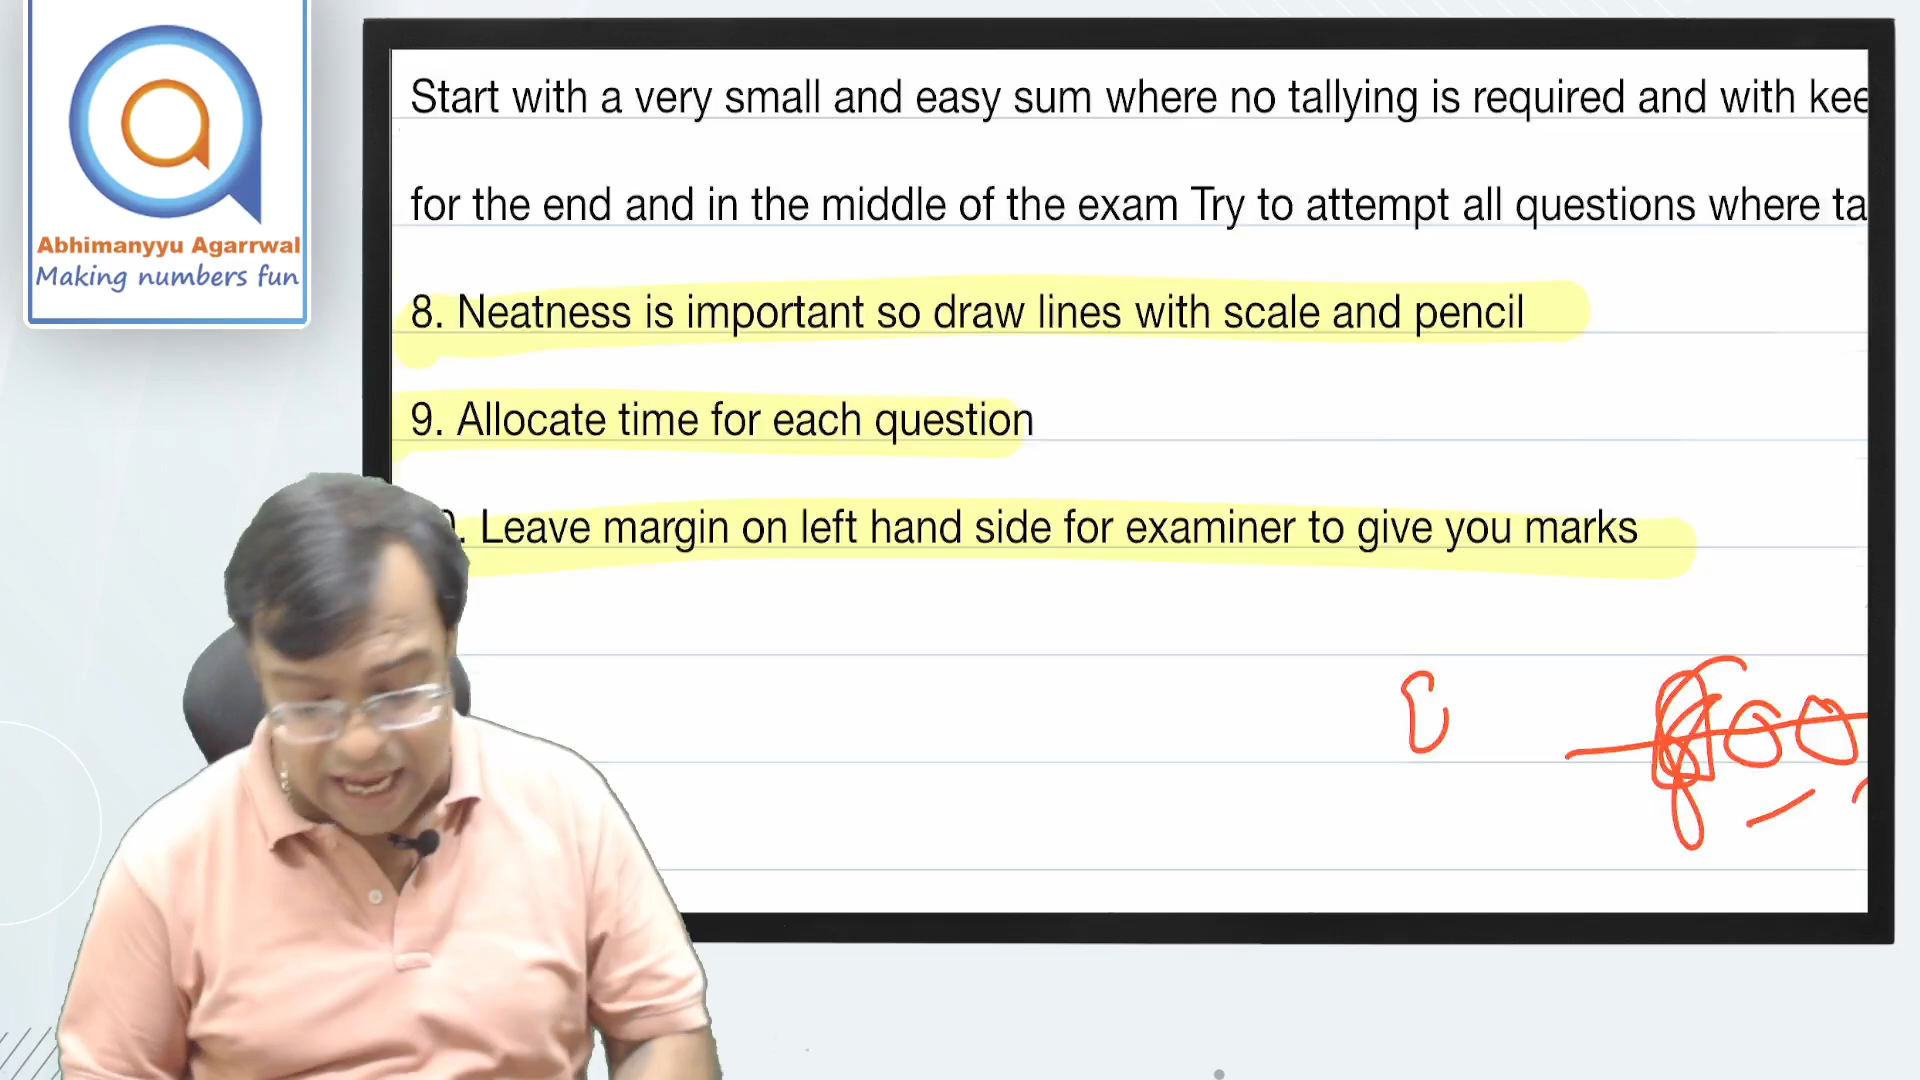 Abhimanyyu Agarrwal
Making numbers fun
Start with a very small and easy sum where no tallying is required and with kee
for the end and in the middle of the exam Try to attempt all questions where ta
8. Neatness is important so draw lines with scale and pencil
9. Allocate time for each question
. Leave margin on left hand side for examiner to give you marks